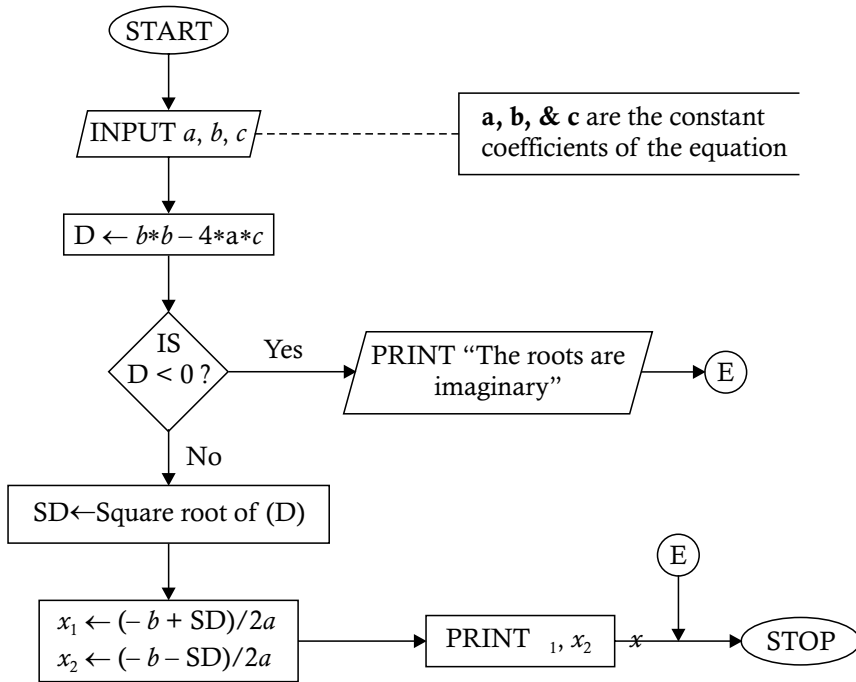 START
INPUT a, b, c
a, b, & c are the constant
coefficients of the equation
D ← b*b – 4*a*c
IS
D < 0 ?
Yes
PRINT “The roots are
imaginary”
E
No
SD←Square root of (D)
E
x₁ ← (– b + SD)/2a
x₂ ← (– b – SD)/2a
PRINT ₁, x₂
x
STOP